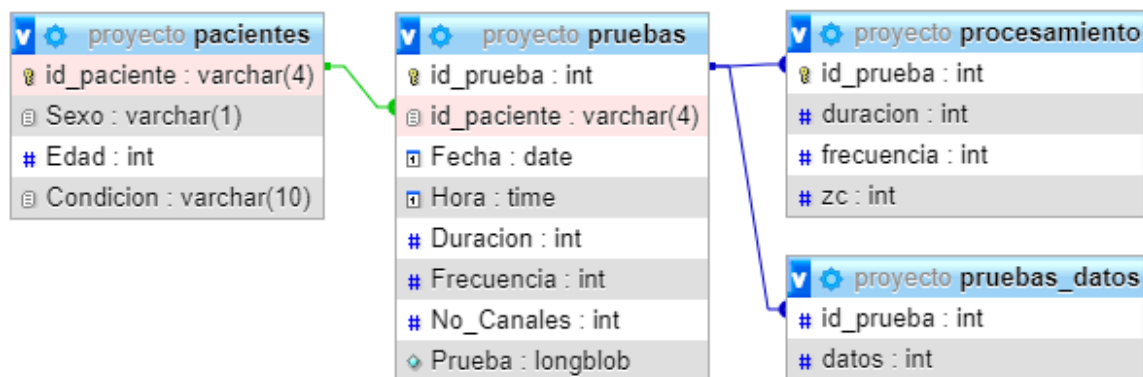 v proyecto pacientes
id_paciente : varchar(4)
Sexo : varchar(1)
# Edad : int
Condicion : varchar(10)
v proyecto pruebas
id_prueba : int
id_paciente : varchar(4)
Fecha : date
Hora : time
# Duracion : int
# Frecuencia : int
# No_Canales : int
Prueba : longblob
v proyecto procesamiento
id_prueba : int
# duracion : int
# frecuencia : int
# zc : int
v proyecto pruebas_datos
# id_prueba : int
# datos : int